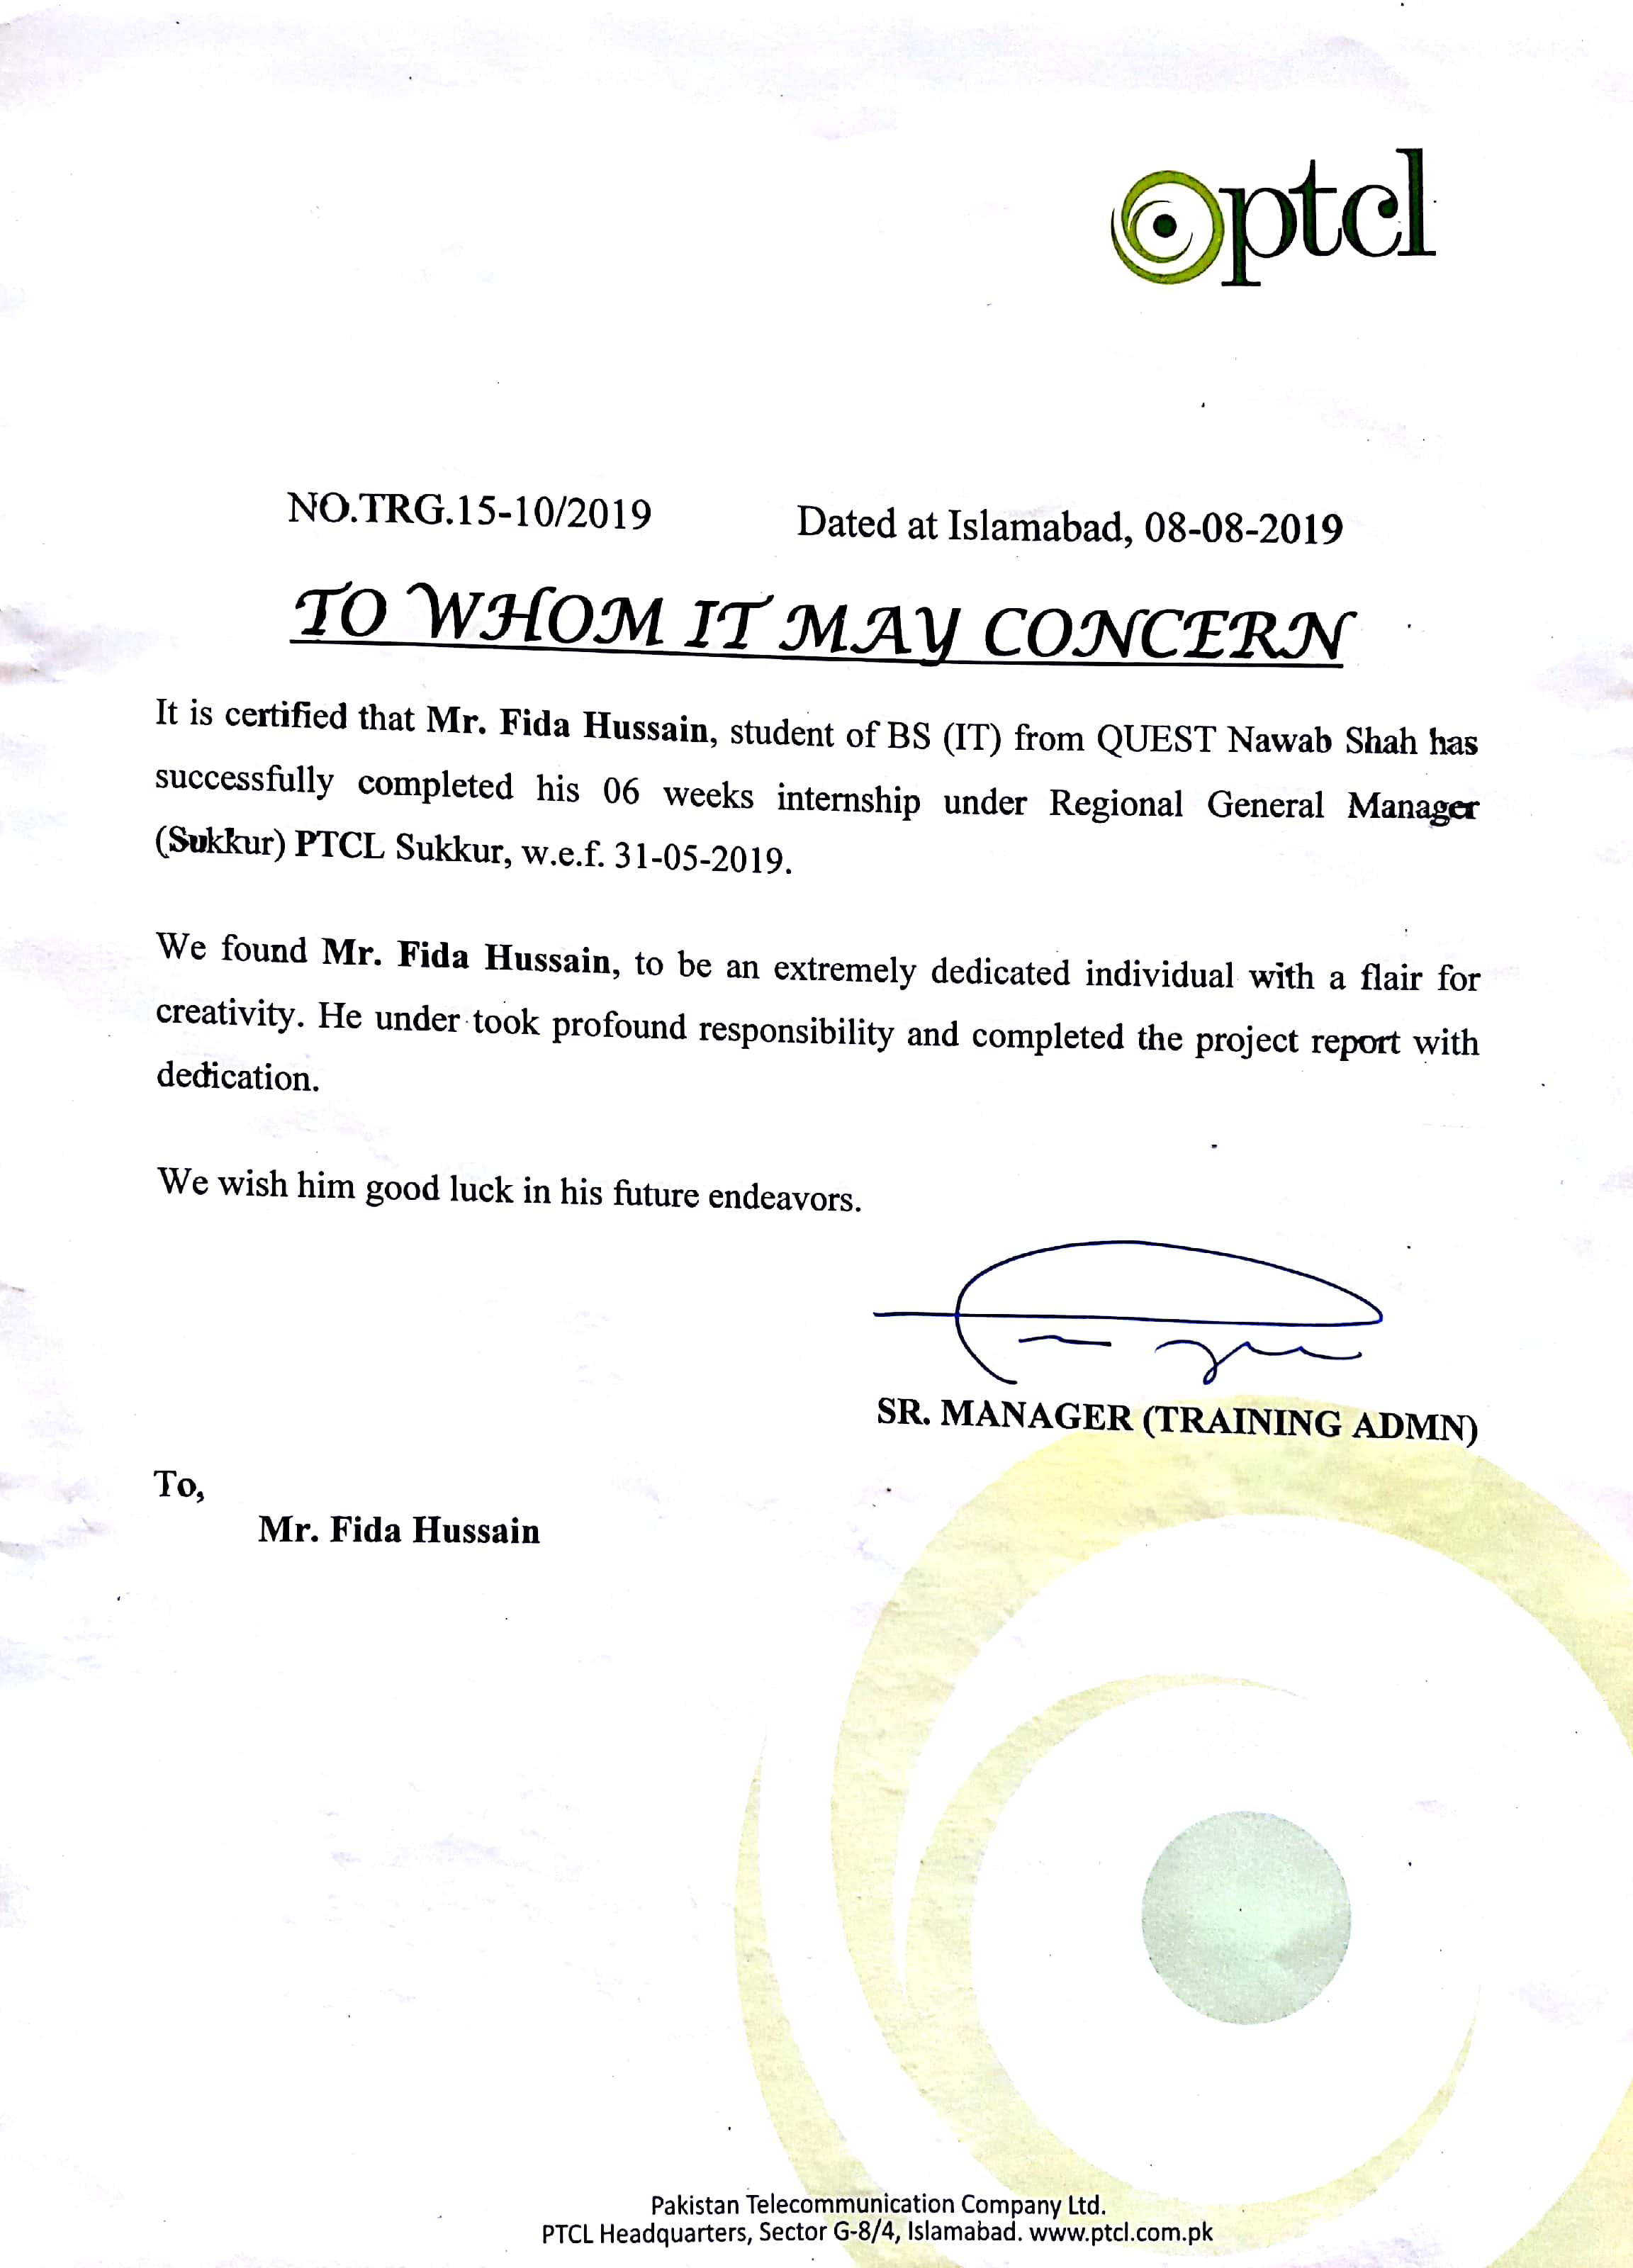 ptcl
NO.TRG.15-10/2019 Dated at Islamabad, 08-08-2019
TO WHOM IT MAY CONCERN
It is certified that Mr. Fida Hussain, student of BS (IT) from QUEST Nawab Shah has
successfully completed his 06 weeks internship under Regional General Manager
(Sukkur) PTCL Sukkur, w.e.f. 31-05-2019.
We found Mr. Fida Hussain, to be an extremely dedicated individual with a flair for
creativity. He under took profound responsibility and completed the project report with
dedication.
We wish him good luck in his future endeavors.
SR. MANAGER (TRAINING ADMN)
To,
Mr. Fida Hussain
Pakistan Telecommunication Company Ltd.
PTCL Headquarters, Sector G-8/4, Islamabad. www.ptcl.com.pk